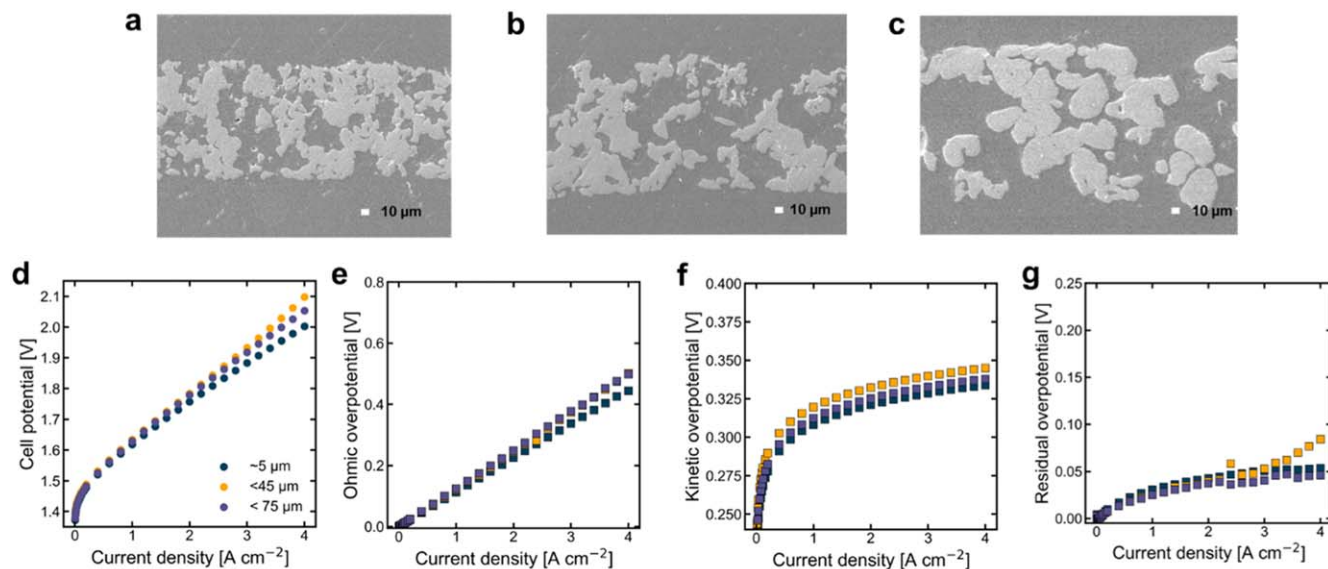 a
b
c
10 µm
10 µm
10 µm
d
Cell potential [V]
2.1
2.0
1.9
1.8
1.7
1.6
1.5
1.4
~5 µm
<45 µm
< 75 µm
0 1 2 3 4
Current density [A cm⁻²]
e
Ohmic overpotential [V]
0.8
0.6
0.4
0.2
0.0
0 1 2 3 4
Current density [A cm⁻²]
f
Kinetic overpotential [V]
0.400
0.375
0.350
0.325
0.300
0.275
0.250
0 1 2 3 4
Current density [A cm⁻²]
g
Residual overpotential [V]
0.25
0.20
0.15
0.10
0.05
0.00
0 1 2 3 4
Current density [A cm⁻²]